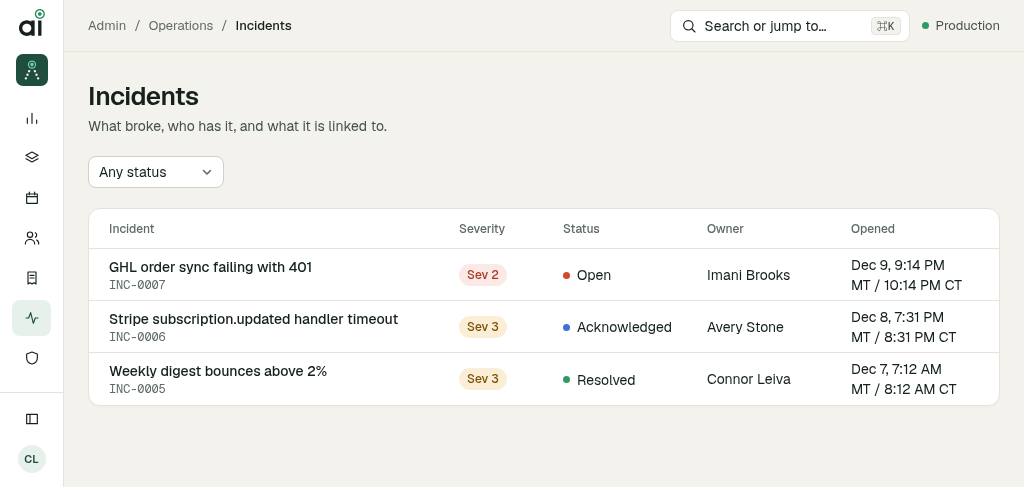 ai
Admin / Operations / Incidents
Search or jump to…
⌘K
Production
Incidents
What broke, who has it, and what it is linked to.
Any status
Incident Severity Status Owner Opened
GHL order sync failing with 401
INC-0007
Sev 2
Open
Imani Brooks
Dec 9, 9:14 PM
MT / 10:14 PM CT
Stripe subscription.updated handler timeout
INC-0006
Sev 3
Acknowledged
Avery Stone
Dec 8, 7:31 PM
MT / 8:31 PM CT
Weekly digest bounces above 2%
INC-0005
Sev 3
Resolved
Connor Leiva
Dec 7, 7:12 AM
MT / 8:12 AM CT
CL